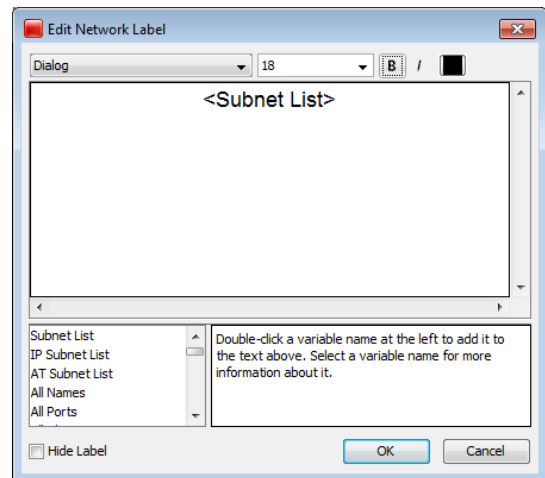 Edit Network Label
Dialog 18 B I
<Subnet List>
Subnet List
IP Subnet List
AT Subnet List
All Names
All Ports
Double-click a variable name at the left to add it to
the text above. Select a variable name for more
information about it.
Hide Label OK Cancel